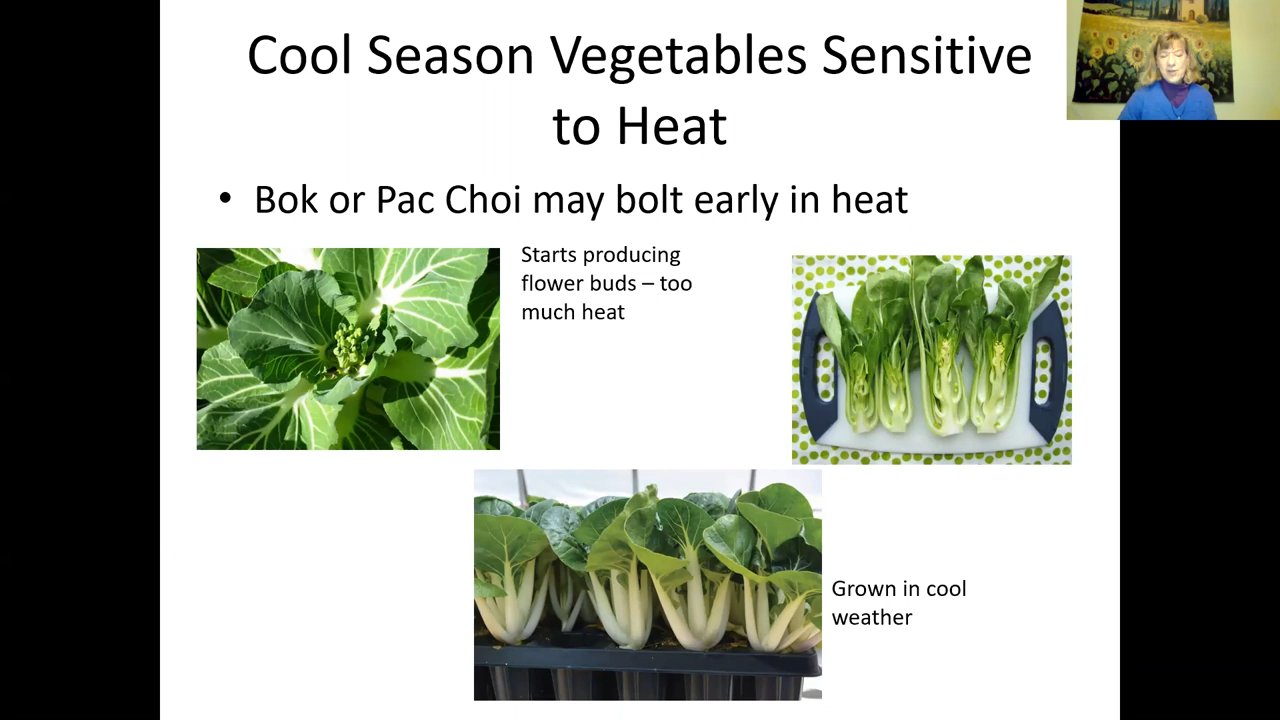 Cool Season Vegetables Sensitive
to Heat
• Bok or Pac Choi may bolt early in heat
Starts producing
flower buds – too
much heat
Grown in cool
weather